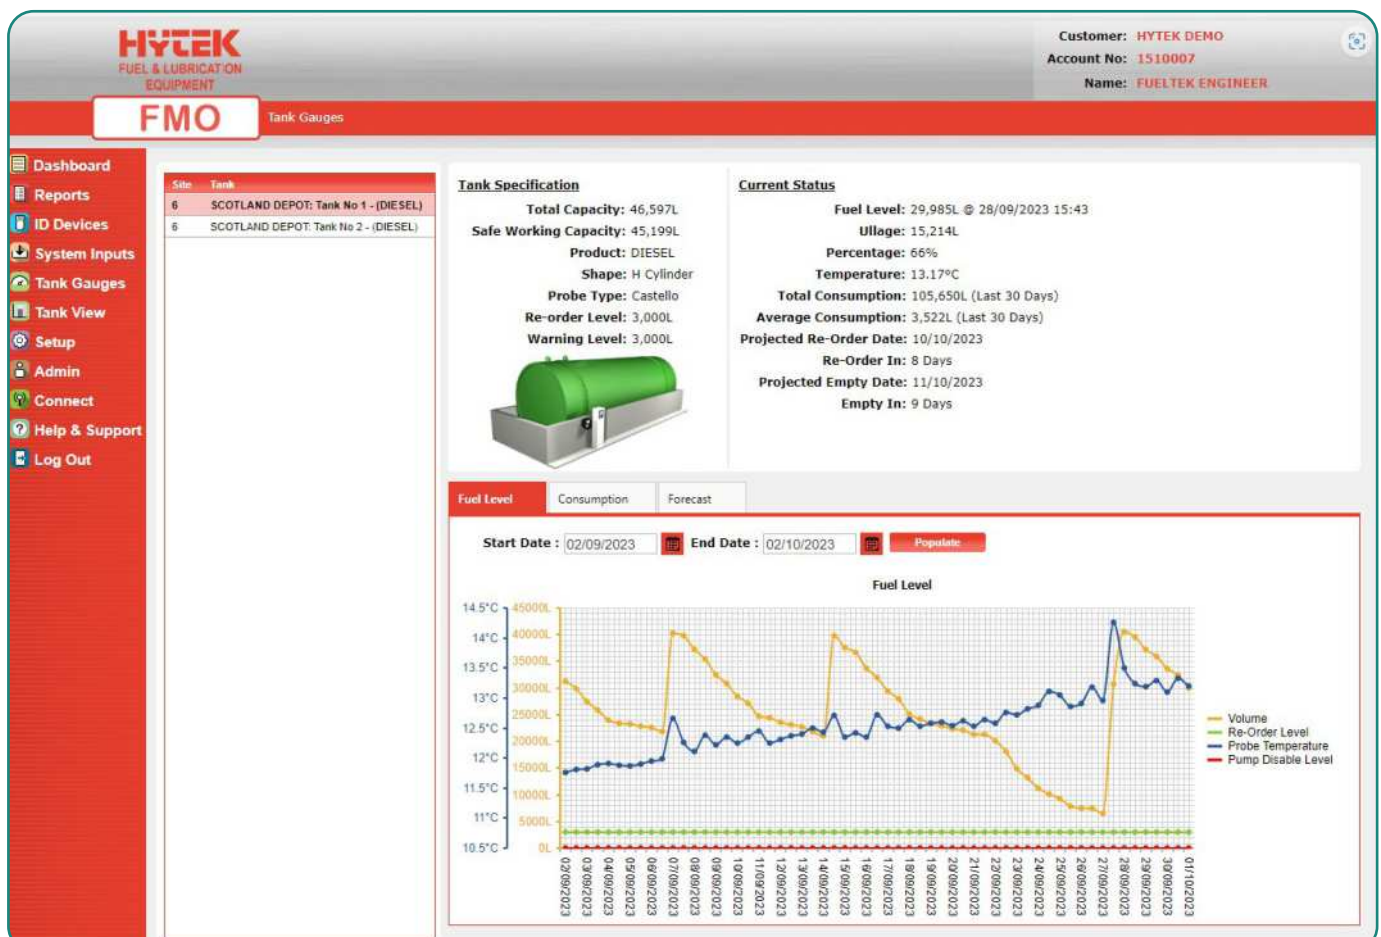 HYTEK
FUEL & LUBRICATION
EQUIPMENT
Customer: HYTEK DEMO
Account No: 1510007
Name: FUELTEK ENGINEER
FMO
Tank Gauges
Dashboard
Reports
ID Devices
System Inputs
Tank Gauges
Tank View
Setup
Admin
Connect
Help & Support
Log Out
Site Tank
6 SCOTLAND DEPOT: Tank No 1 - (DIESEL)
6 SCOTLAND DEPOT: Tank No 2 - (DIESEL)
Tank Specification
Total Capacity: 46,597L
Safe Working Capacity: 45,199L
Product: DIESEL
Shape: H Cylinder
Probe Type: Castello
Re-order Level: 3,000L
Warning Level: 3,000L
Current Status
Fuel Level: 29,985L @ 28/09/2023 15:43
Ullage: 15,214L
Percentage: 66%
Temperature: 13.17ºC
Total Consumption: 105,650L (Last 30 Days)
Average Consumption: 3,522L (Last 30 Days)
Projected Re-Order Date: 10/10/2023
Re-Order In: 8 Days
Projected Empty Date: 11/10/2023
Empty In: 9 Days
Fuel Level
Consumption
Forecast
Start Date : 02/09/2023 End Date : 02/10/2023 Populate
Fuel Level
14.5°C
14°C
13.5°C
13°C
12.5°C
12°C
11.5°C
11°C
10.5°C
45000L
40000L
35000L
30000L
25000L
20000L
15000L
10000L
5000L
0L
02/09/2023
03/09/2023
04/09/2023
05/09/2023
06/09/2023
07/09/2023
08/09/2023
09/09/2023
10/09/2023
11/09/2023
12/09/2023
13/09/2023
14/09/2023
15/09/2023
16/09/2023
17/09/2023
18/09/2023
19/09/2023
20/09/2023
21/09/2023
22/09/2023
23/09/2023
24/09/2023
25/09/2023
26/09/2023
27/09/2023
28/09/2023
29/09/2023
30/09/2023
01/10/2023
Volume
Re-Order Level
Probe Temperature
Pump Disable Level